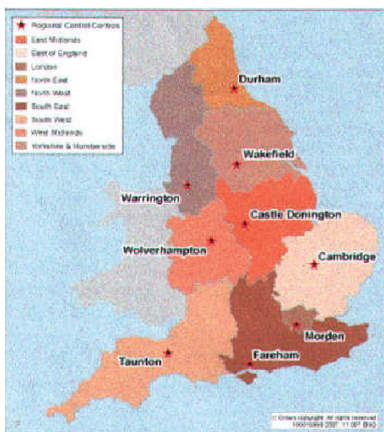 Regional Control Centres
East Midlands
East of England
London
North East
North West
South East
South West
West Midlands
Yorkshire & Humberside
Durham
Wakefield
Warrington
Castle Donington
Wolverhampton
Cambridge
Morden
Taunton
Fareham
© Crown copyright. All rights reserved